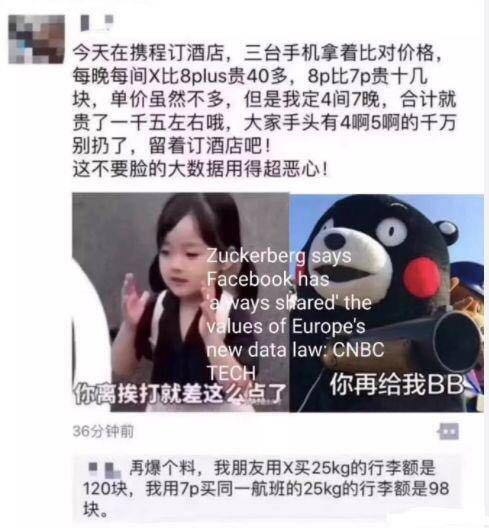 今天在携程订酒店，三台手机拿着比对价格，
每晚每间X比8plus贵40多，8p比7p贵十几
块，单价虽然不多，但是我定4间7晚，合计就
贵了一千五左右哦，大家手头有4啊5啊的千万
别扔了，留着订酒店吧！
这不要脸的大数据用得超恶心！
Zuckerberg says
Facebook has
'always shared' the
values of Europe's
new data law: CNBC
TECH
你离挨打就差这么点了
你再给我BB
36分钟前
再爆个料，我朋友用X买25kg的行李额是
120块，我用7p买同一航班的25kg的行李额是98
块。